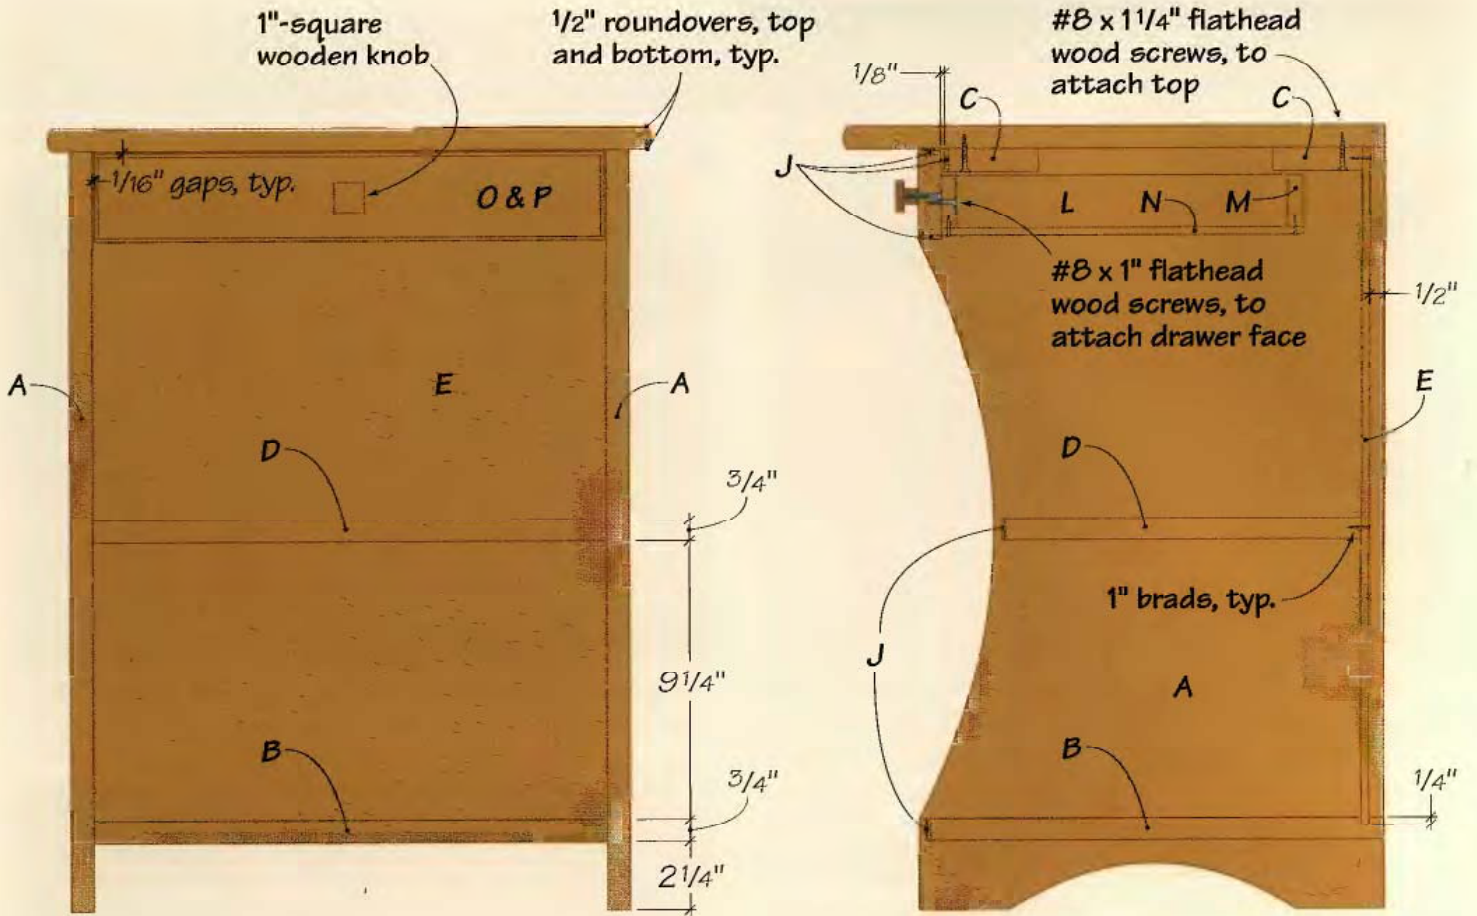 1"-square
wooden knob
1/2" roundovers, top
and bottom, typ.
#8 x 1 1/4" flathead
wood screws, to
attach top
1/8"
C
C
J
1/16" gaps, typ.
O & P
L
N
M
#8 x 1" flathead
wood screws, to
attach drawer face
1/2"
A
E
A
E
D
D
3/4"
1" brads, typ.
J
9 1/4"
A
B
B
3/4"
1/4"
2 1/4"